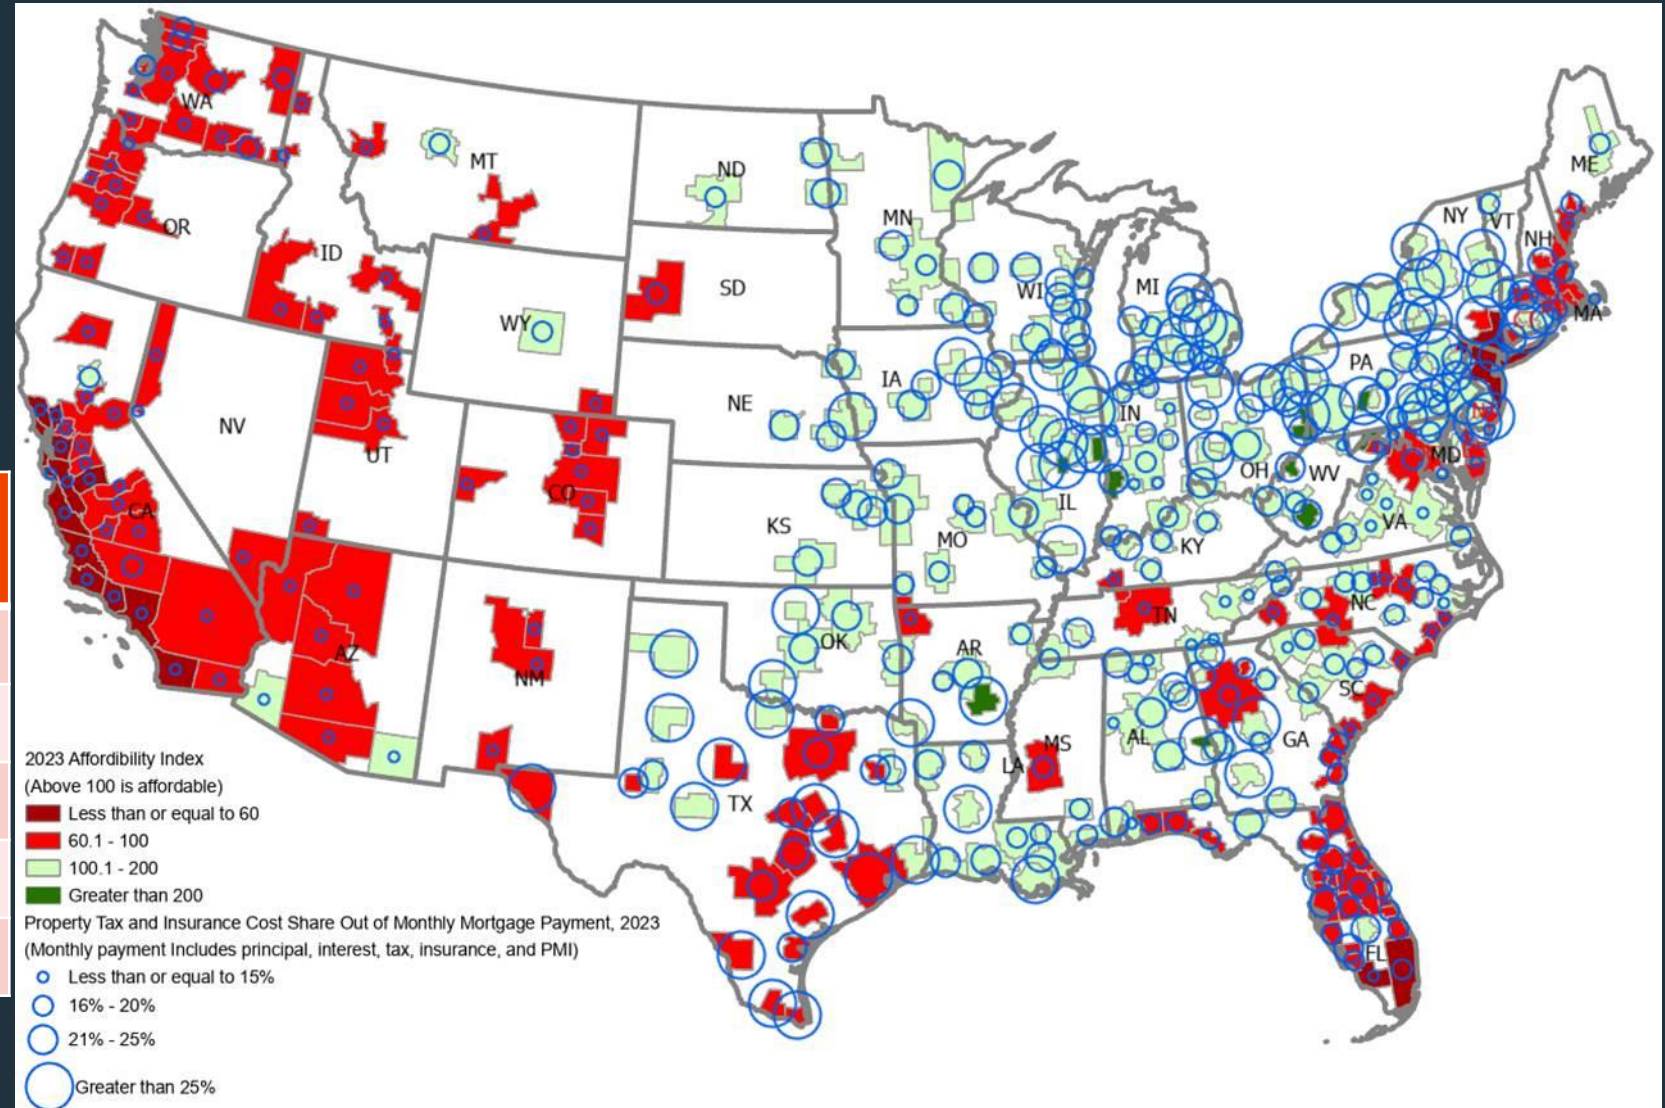 WA
MT
ND
ME
MN
NY
VT
OR
ID
NH
SD
WI
MI
MA
WY
PA
IA
NE
IN
NV
UT
OH
MD
WV
CO
IL
CA
KS
VA
MO
KY
TN
NC
AZ
OK
AR
NM
SC
MS
AL
GA
LA
TX
FL
2023 Affordibility Index
(Above 100 is affordable)
Less than or equal to 60
60.1 - 100
100.1 - 200
Greater than 200
Property Tax and Insurance Cost Share Out of Monthly Mortgage Payment, 2023
(Monthly payment Includes principal, interest, tax, insurance, and PMI)
Less than or equal to 15%
16% - 20%
21% - 25%
Greater than 25%